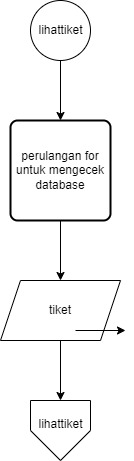 lihattiket
perulangan for
untuk mengecek
database
tiket
lihattiket